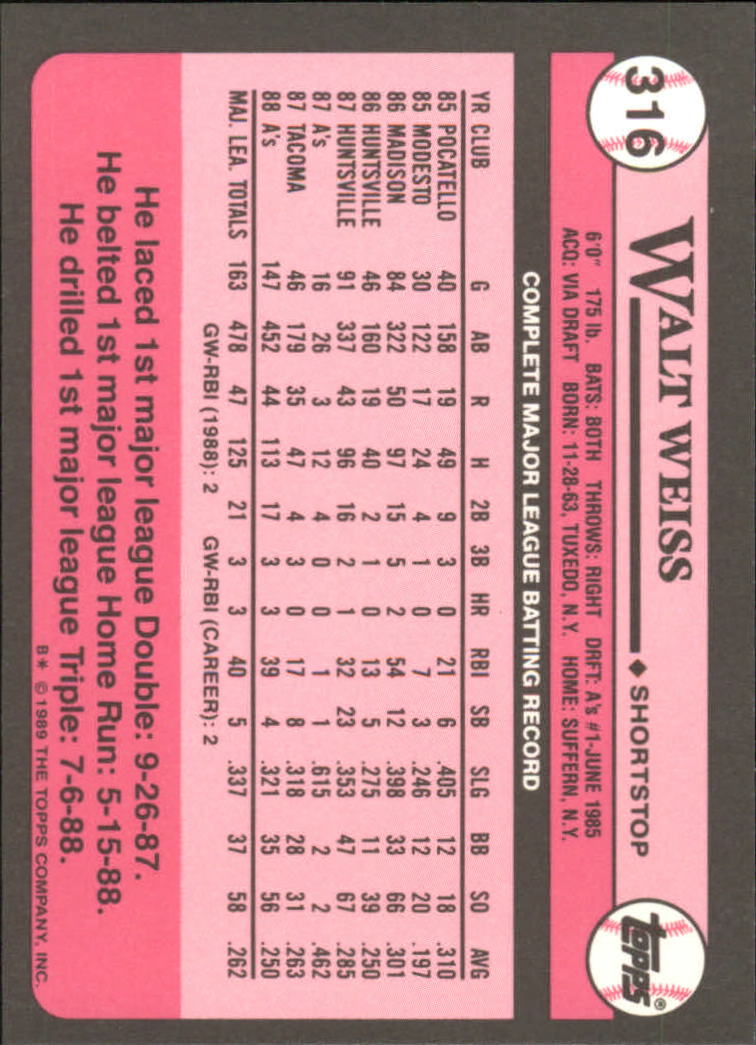 316
WALT WEISS ♦ SHORTSTOP
topps®
6'0" 175 lb. BATS: BOTH THROWS: RIGHT DRFT: A's #1-JUNE 1985
ACQ: VIA DRAFT BORN: 11-28-63, TUXEDO, N.Y. HOME: SUFFERN, N.Y.
COMPLETE MAJOR LEAGUE BATTING RECORD
YR CLUB G AB R H 2B 3B HR RBI SB SLG BB SO AVG
85 POCATELLO 40 158 19 49 9 3 0 21 6 .405 12 18 .310
85 MODESTO 30 122 17 24 4 1 0 7 3 .246 12 20 .197
86 MADISON 84 322 50 97 15 5 2 54 12 .398 33 66 .301
86 HUNTSVILLE 46 160 19 40 2 1 0 13 5 .275 11 39 .250
87 HUNTSVILLE 91 337 43 96 16 2 1 32 23 .353 47 67 .285
87 A's 16 26 3 12 4 0 0 1 1 .615 2 2 .462
87 TACOMA 46 179 35 47 4 3 0 17 8 .318 28 31 .263
88 A's 147 452 44 113 17 3 3 39 4 .321 35 56 .250
MAJ. LEA. TOTALS 163 478 47 125 21 3 3 40 5 .337 37 58 .262
GW-RBI (1988): 2 GW-RBI (CAREER): 2
He laced 1st major league Double: 9-26-87.
He belted 1st major league Home Run: 5-15-88.
He drilled 1st major league Triple: 7-6-88.
B* ©1989 THE TOPPS COMPANY, INC.